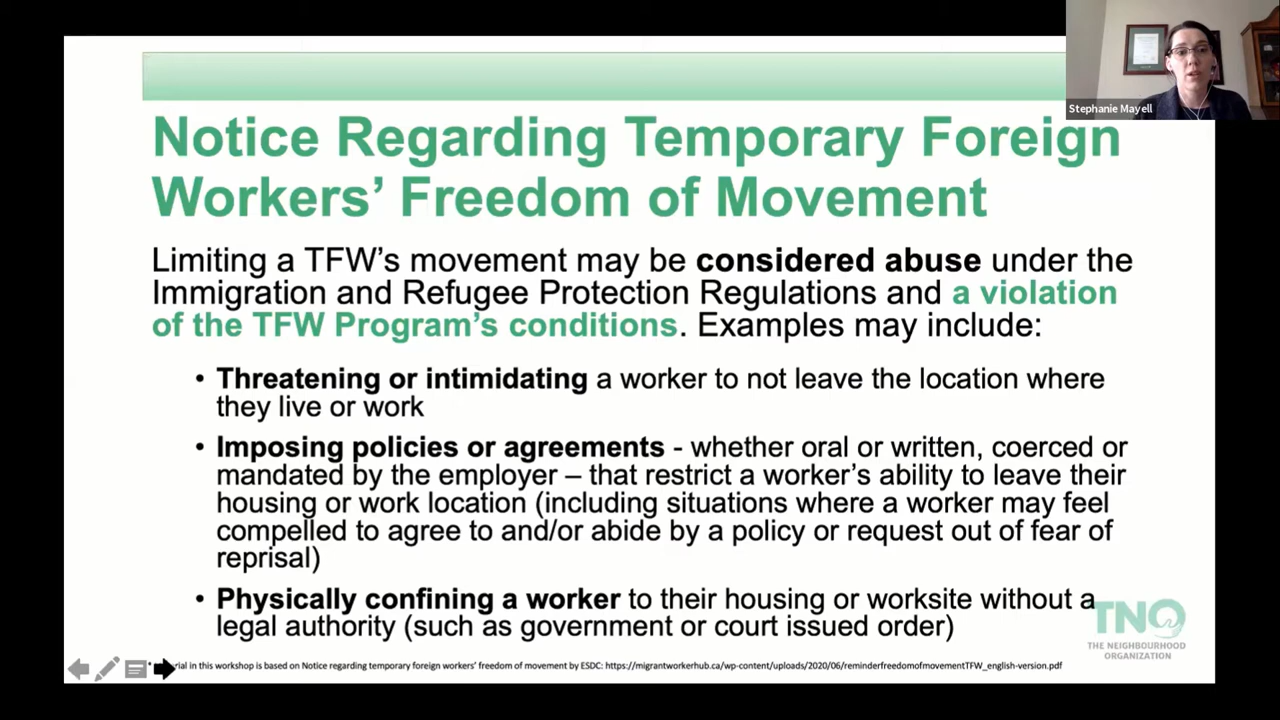 Stephanie Mayell
Notice Regarding Temporary Foreign
Workers’ Freedom of Movement
Limiting a TFW’s movement may be considered abuse under the
Immigration and Refugee Protection Regulations and a violation
of the TFW Program’s conditions. Examples may include:
• Threatening or intimidating a worker to not leave the location where
they live or work
• Imposing policies or agreements - whether oral or written, coerced or
mandated by the employer – that restrict a worker’s ability to leave their
housing or work location (including situations where a worker may feel
compelled to agree to and/or abide by a policy or request out of fear of
reprisal)
• Physically confining a worker to their housing or worksite without a
legal authority (such as government or court issued order)
TNO
THE NEIGHBOURHOOD
ORGANIZATION
in this workshop is based on Notice regarding temporary foreign workers’ freedom of movement by ESDC: https://migrantworkerhub.ca/wp-content/uploads/2020/06/reminderfreedomofmovementTFW_english-version.pdf